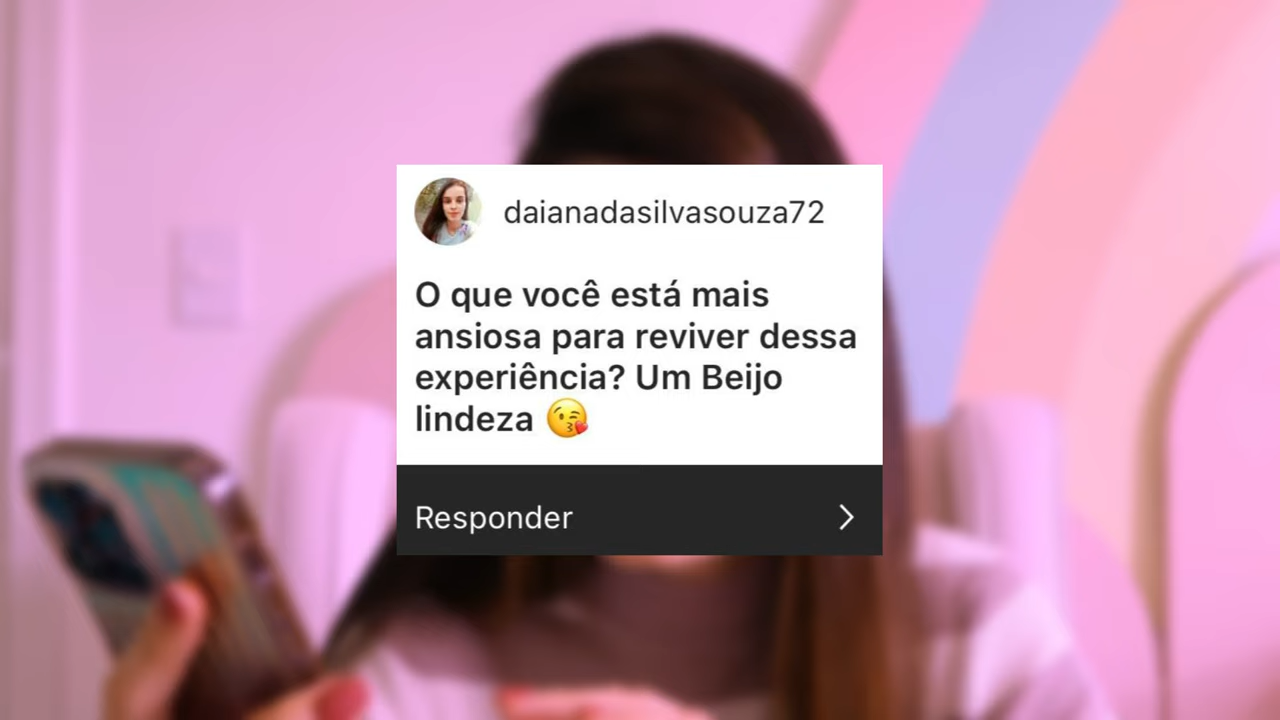 daianadasilvasouza72
O que você está mais
ansiosa para reviver dessa
experiência? Um Beijo
lindeza 😘
Responder